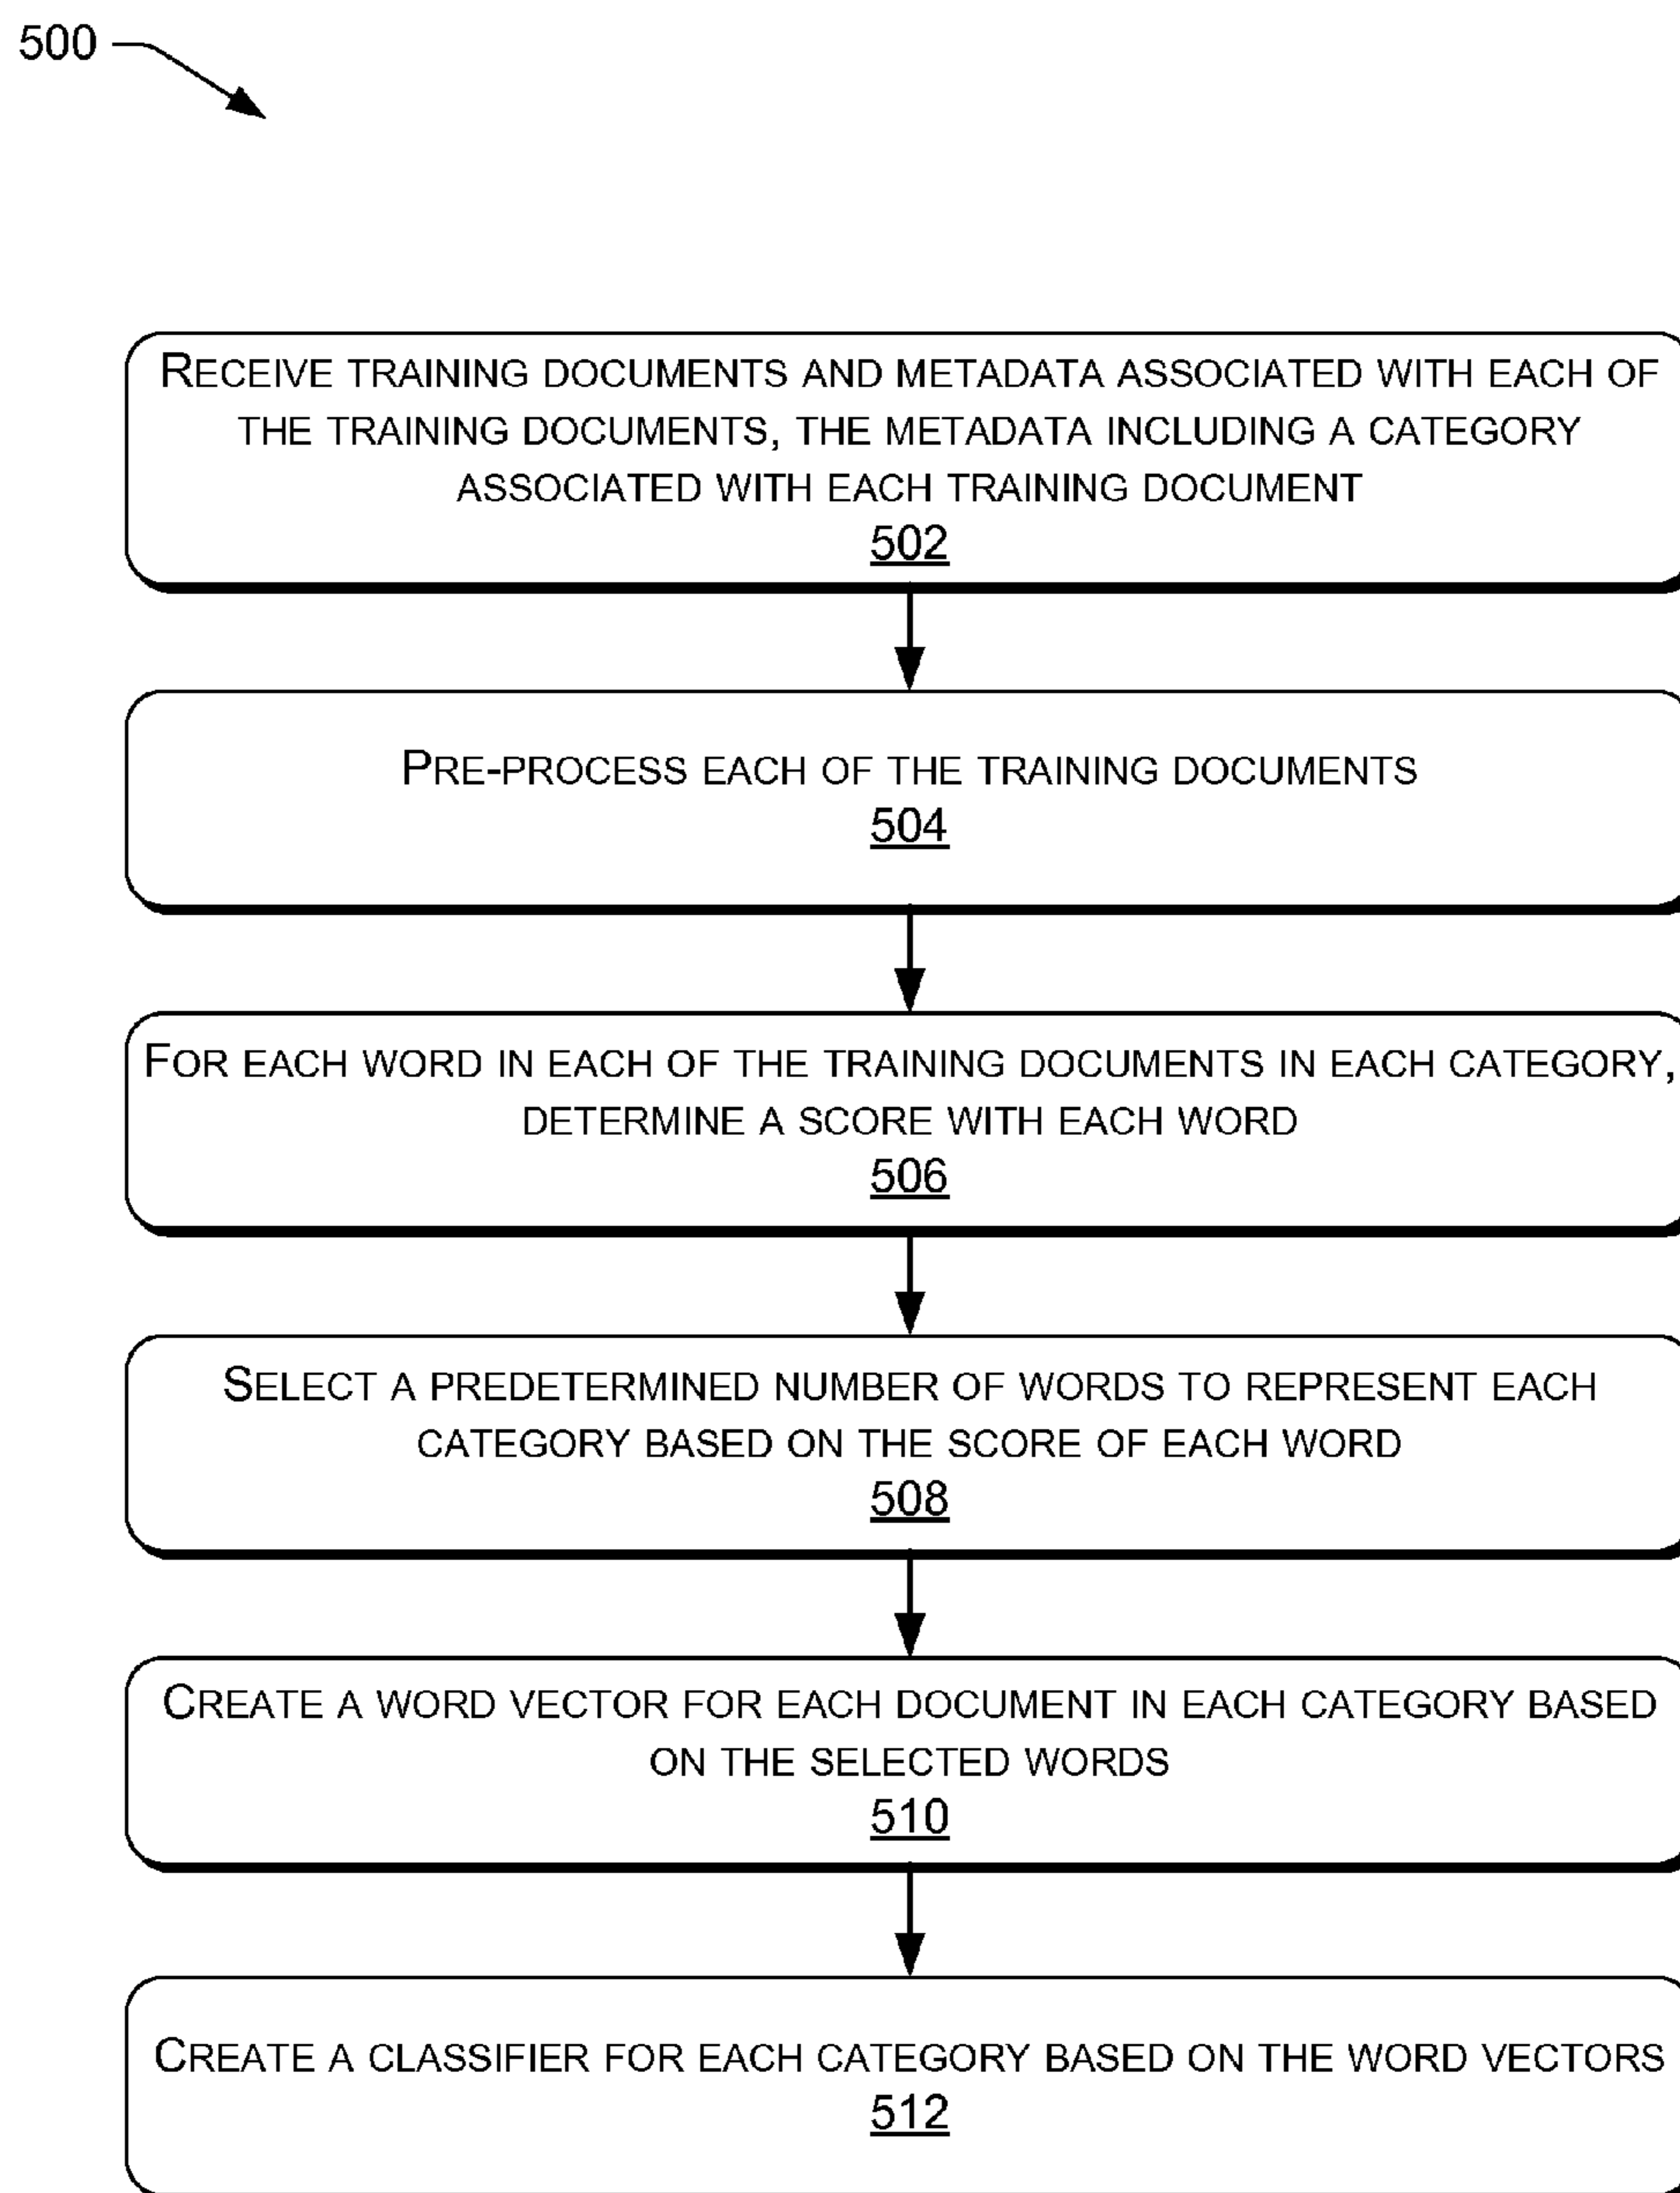 500
RECEIVE TRAINING DOCUMENTS AND METADATA ASSOCIATED WITH EACH OF
THE TRAINING DOCUMENTS, THE METADATA INCLUDING A CATEGORY
ASSOCIATED WITH EACH TRAINING DOCUMENT
502
PRE-PROCESS EACH OF THE TRAINING DOCUMENTS
504
FOR EACH WORD IN EACH OF THE TRAINING DOCUMENTS IN EACH CATEGORY,
DETERMINE A SCORE WITH EACH WORD
506
SELECT A PREDETERMINED NUMBER OF WORDS TO REPRESENT EACH
CATEGORY BASED ON THE SCORE OF EACH WORD
508
CREATE A WORD VECTOR FOR EACH DOCUMENT IN EACH CATEGORY BASED
ON THE SELECTED WORDS
510
CREATE A CLASSIFIER FOR EACH CATEGORY BASED ON THE WORD VECTORS
512